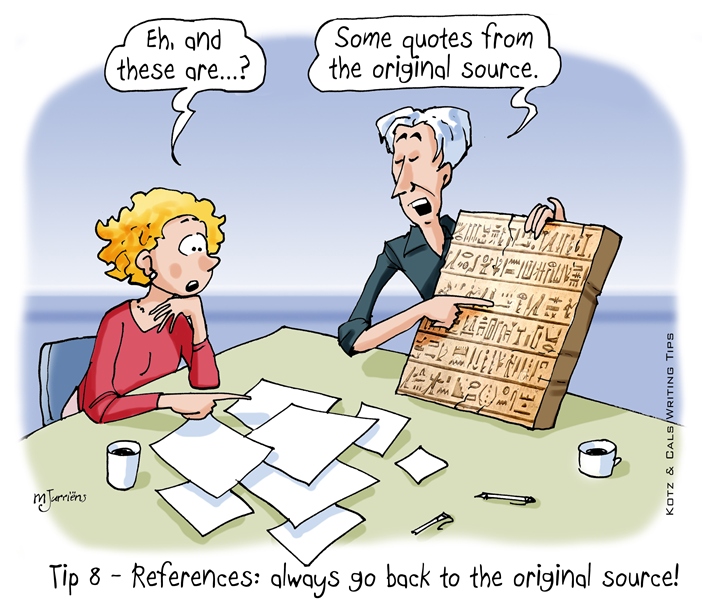 Eh, and
these are...?
Some quotes from
the original source.
KOTZ & CALS WRITING TIPS
MJurriëns
Tip 8 - References: always go back to the original source!